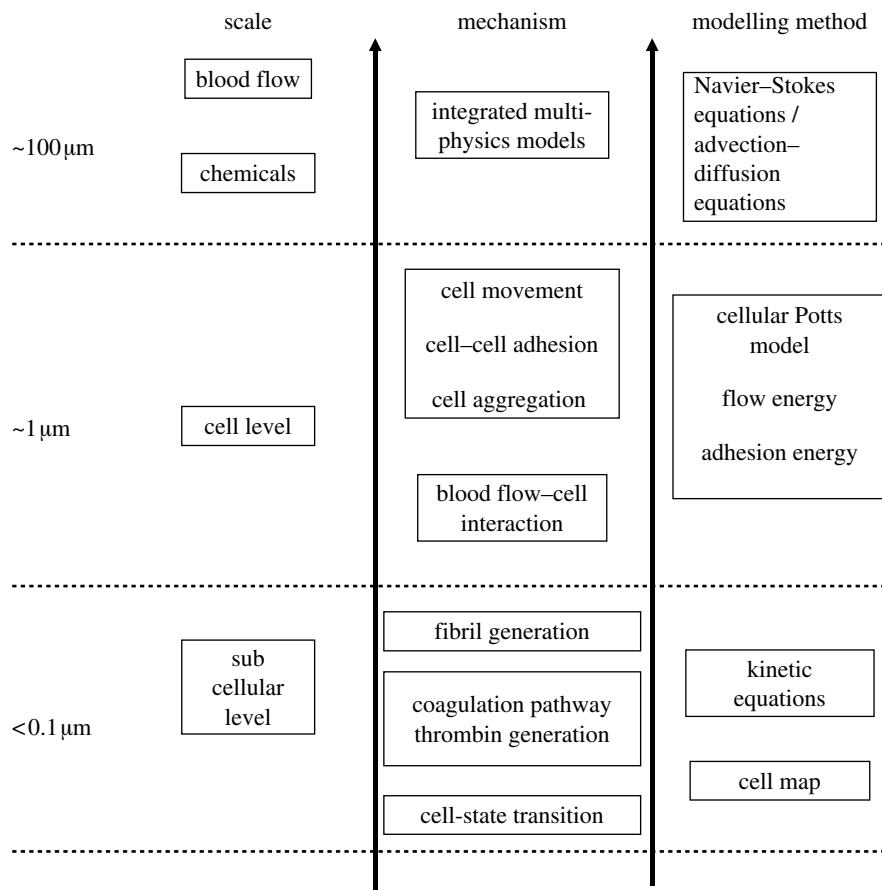 scale
mechanism
modelling method
~100 µm
blood flow
chemicals
integrated multi-
physics models
Navier–Stokes
equations /
advection–
diffusion
equations
~1 µm
cell level
cell movement
cell–cell adhesion
cell aggregation
blood flow–cell
interaction
cellular Potts
model
flow energy
adhesion energy
<0.1 µm
sub
cellular
level
fibril generation
coagulation pathway
thrombin generation
cell-state transition
kinetic
equations
cell map